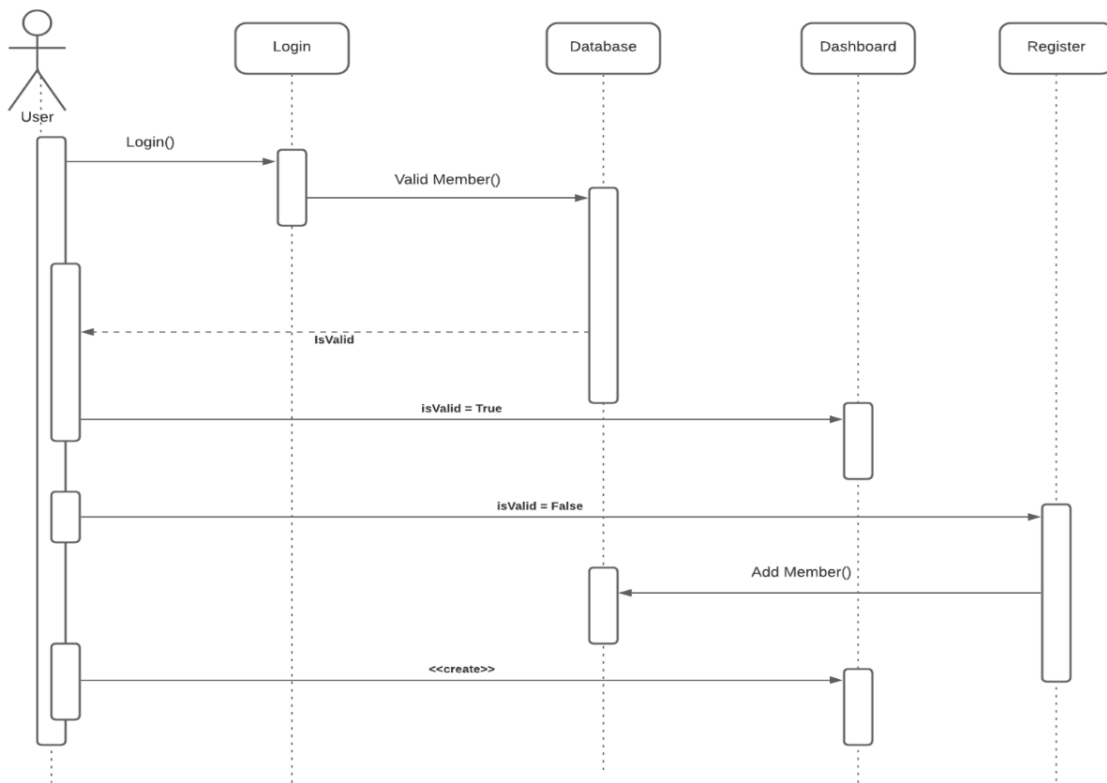 Login
Database
Dashboard
Register
User
Login()
Valid Member()
IsValid
isValid = True
isValid = False
Add Member()
<<create>>